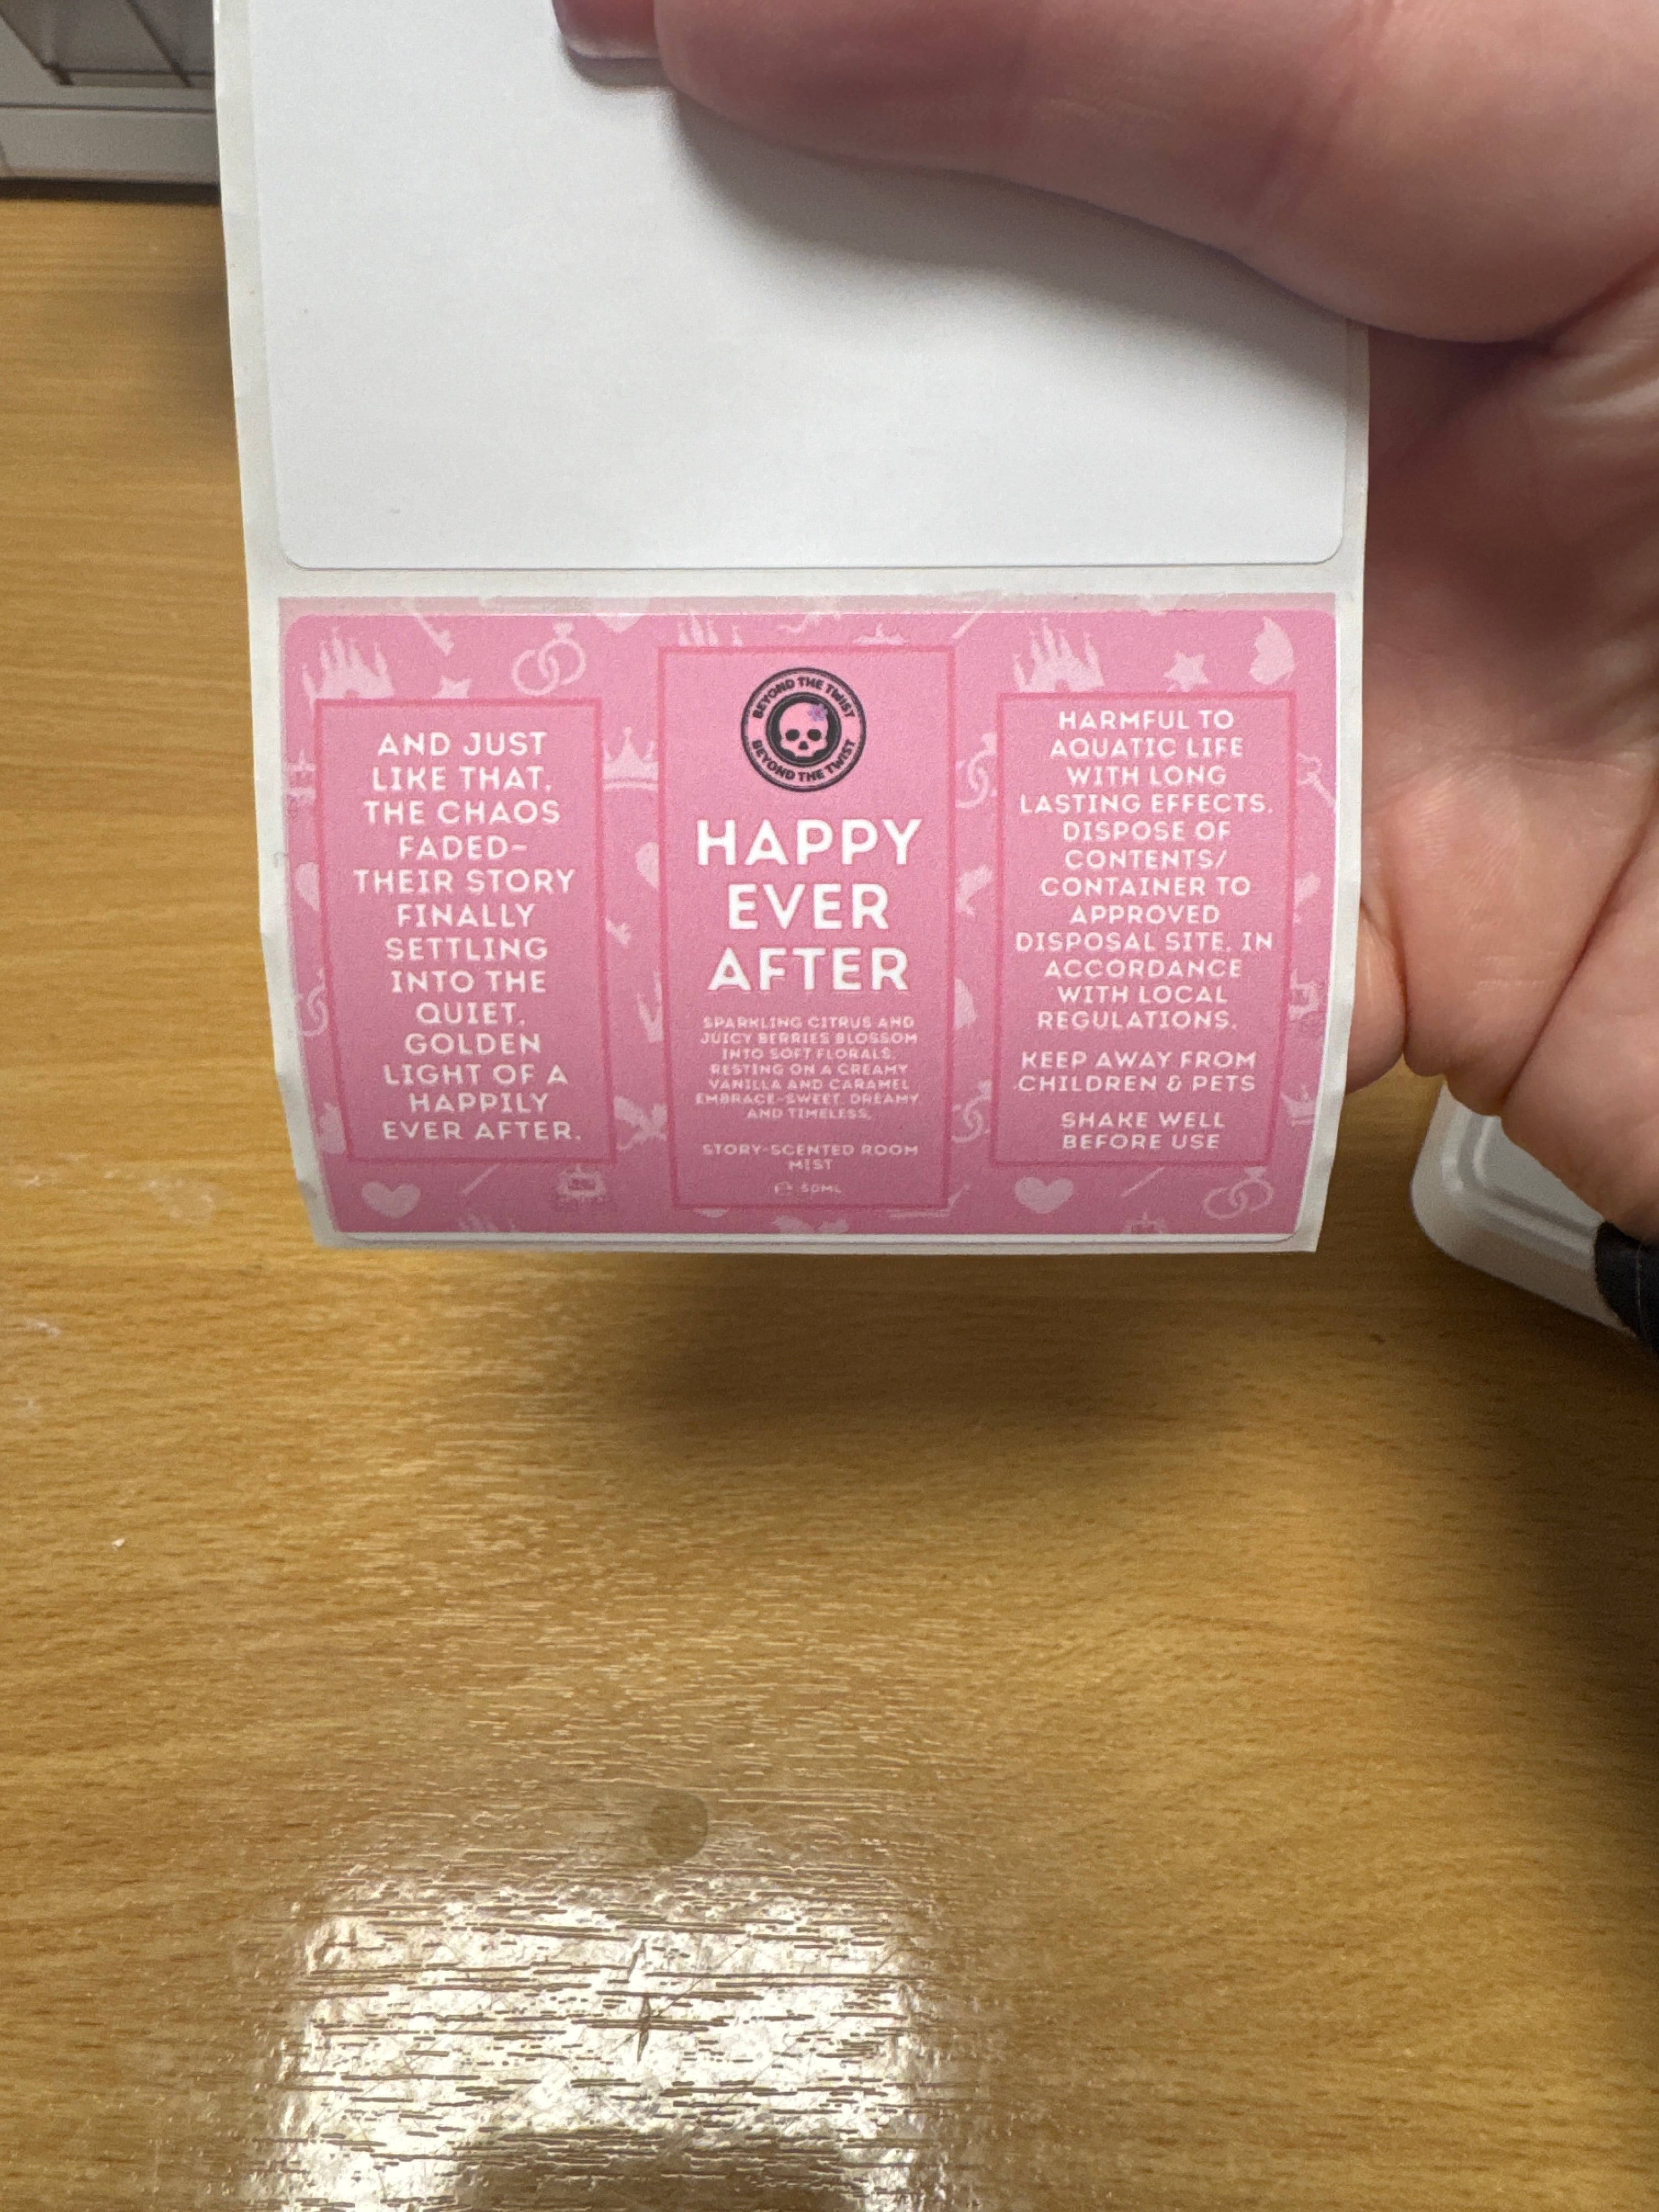 AND JUST
LIKE THAT,
THE CHAOS
FADED-
THEIR STORY
FINALLY
SETTLING
INTO THE
QUIET,
GOLDEN
LIGHT OF A
HAPPILY
EVER AFTER.
BEYOND THE TWIST
BEYOND THE TWIST
HAPPY
EVER
AFTER
SPARKLING CITRUS AND
JUICY BERRIES BLOSSOM
INTO SOFT FLORALS,
RESTING ON A CREAMY
VANILLA AND CARAMEL
EMBRACE-SWEET, DREAMY,
AND TIMELESS.
STORY-SCENTED ROOM
MIST
℮ 50ML
HARMFUL TO
AQUATIC LIFE
WITH LONG
LASTING EFFECTS.
DISPOSE OF
CONTENTS/
CONTAINER TO
APPROVED
DISPOSAL SITE, IN
ACCORDANCE
WITH LOCAL
REGULATIONS.
KEEP AWAY FROM
CHILDREN & PETS
SHAKE WELL
BEFORE USE